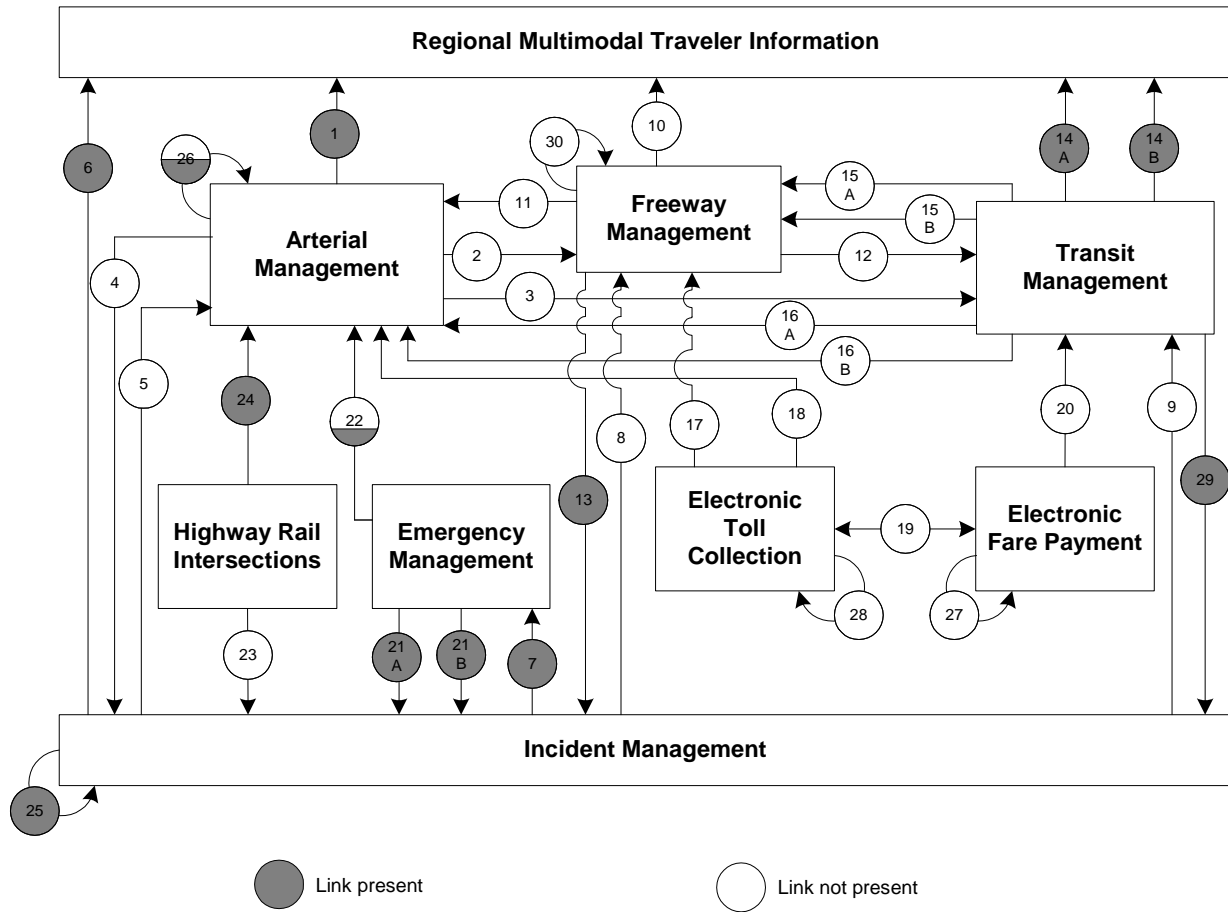 Regional Multimodal Traveler Information
1
10
14
A
14
B
6
26
30
15
A
11
15
B
Arterial
Management
Freeway
Management
Transit
Management
2
12
4
3
16
A
16
B
5
24
22
8
17
18
20
9
13
29
Highway Rail
Intersections
Emergency
Management
Electronic
Toll
Collection
19
Electronic
Fare Payment
28
27
23
21
A
21
B
7
Incident Management
25
Link present
Link not present